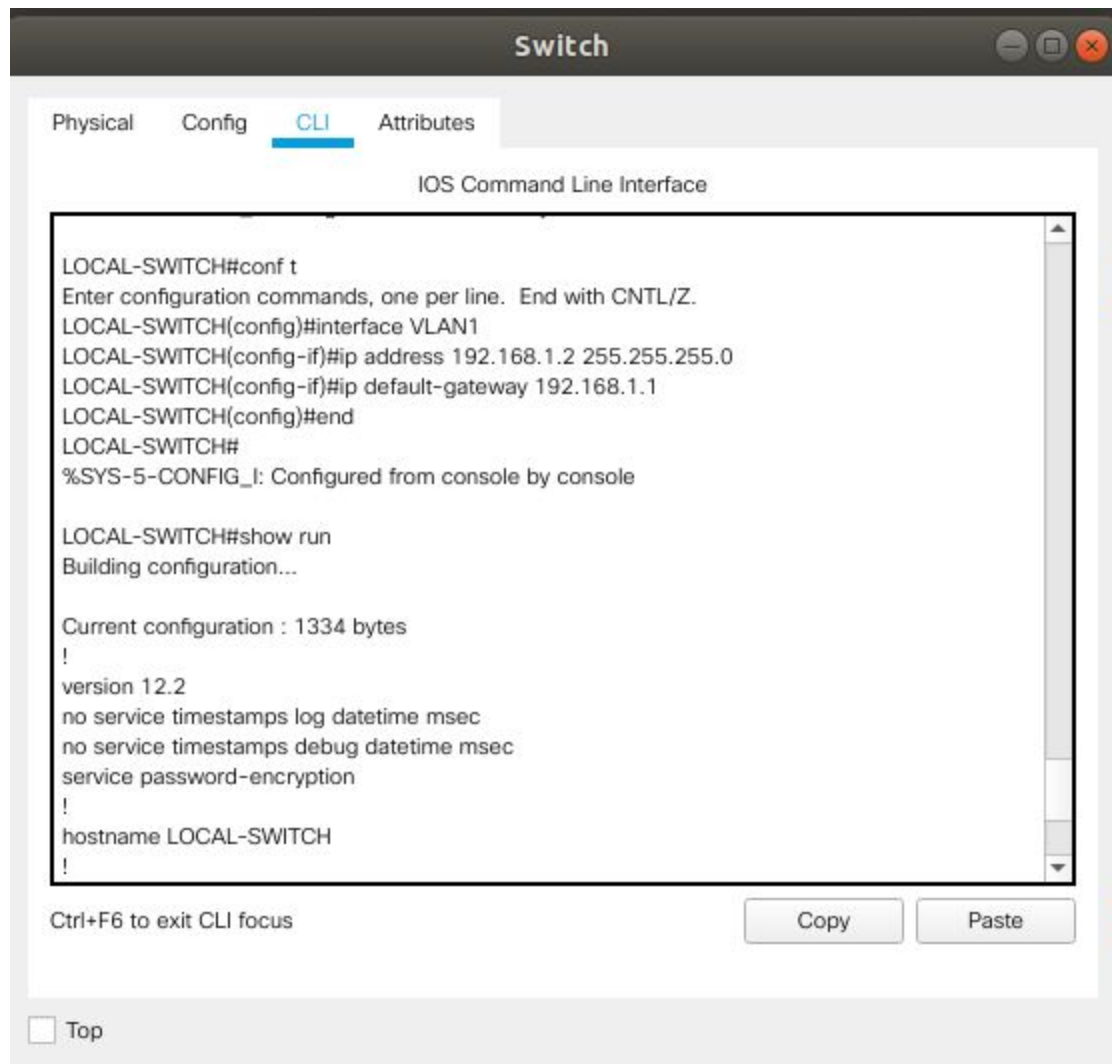 Switch
Physical Config CLI Attributes
IOS Command Line Interface
LOCAL-SWITCH#conf t
Enter configuration commands, one per line. End with CNTL/Z.
LOCAL-SWITCH(config)#interface VLAN1
LOCAL-SWITCH(config-if)#ip address 192.168.1.2 255.255.255.0
LOCAL-SWITCH(config-if)#ip default-gateway 192.168.1.1
LOCAL-SWITCH(config)#end
LOCAL-SWITCH#
%SYS-5-CONFIG_I: Configured from console by console
LOCAL-SWITCH#show run
Building configuration...
Current configuration : 1334 bytes
!
version 12.2
no service timestamps log datetime msec
no service timestamps debug datetime msec
service password-encryption
!
hostname LOCAL-SWITCH
!
Ctrl+F6 to exit CLI focus
Copy Paste
Top